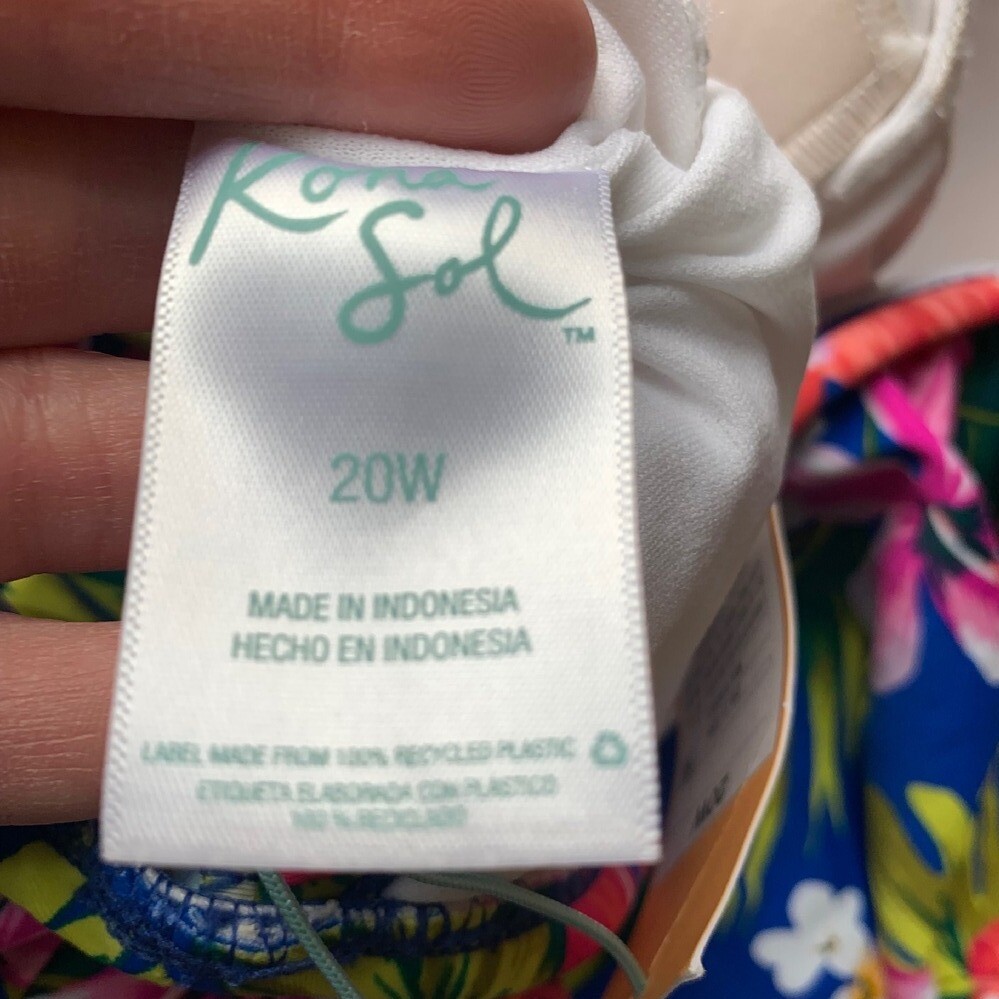 Kona
Sol
TM
20W
MADE IN INDONESIA
HECHO EN INDONESIA
LABEL MADE FROM 100% RECYCLED PLASTIC
ETIQUETA ELABORADA CON PLASTICO
100 % RECICLADO